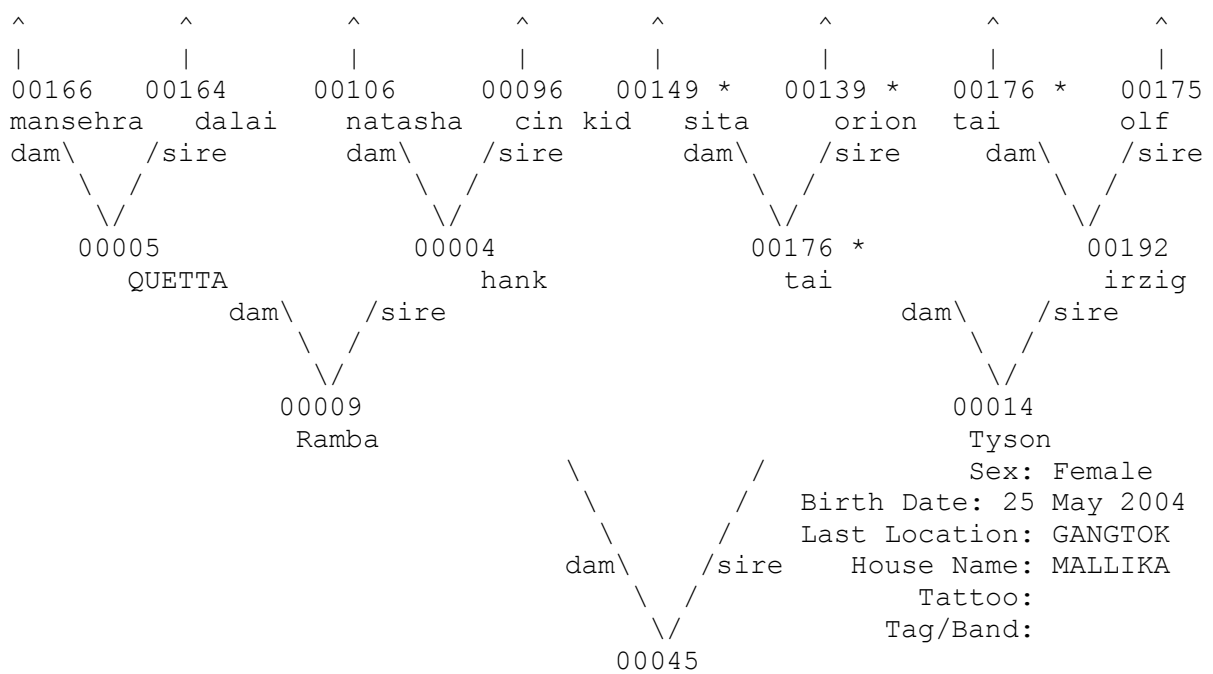 ^ ^ ^ ^ ^ ^ ^ ^
| | | | | | | |
00166 00164 00106 00096 00149 * 00139 * 00176 * 00175
mansehra dalai natasha cin kid sita orion tai olf
dam\ /sire dam\ /sire dam\ /sire dam\ /sire
\ / \ / \ / \ /
\/ \/ \/ \/
00005 00004 00176 * 00192
QUETTA hank tai irzig
dam\ /sire dam\ /sire
\ / \ /
\/ \/
00009 00014
Ramba Tyson
\ / Sex: Female
\ / Birth Date: 25 May 2004
\ / Last Location: GANGTOK
dam\ /sire House Name: MALLIKA
\ / Tattoo:
\/ Tag/Band:
00045